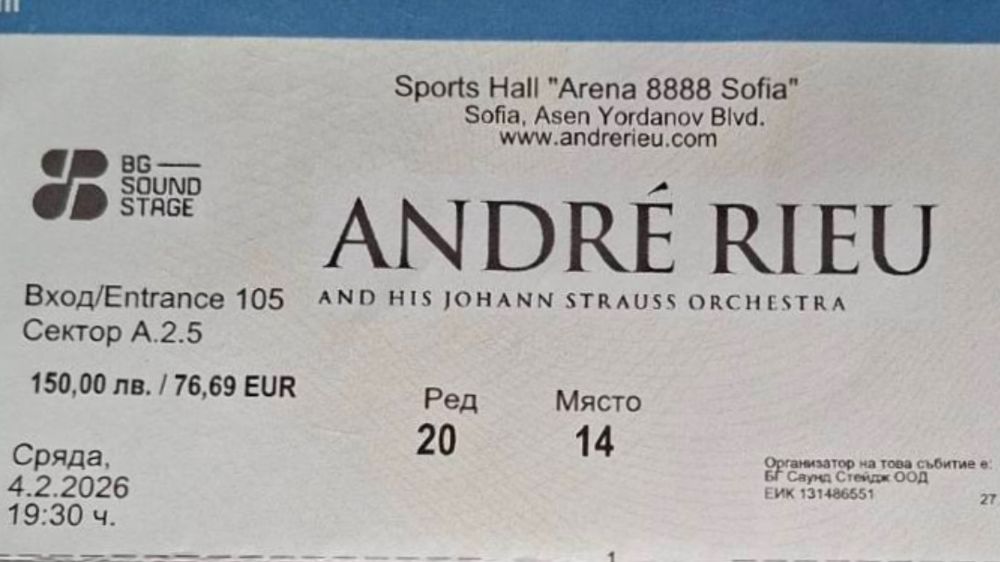 Sports Hall "Arena 8888 Sofia"
Sofia, Asen Yordanov Blvd.
www.andrerieu.com
BG
SOUND
STAGE
ANDRÉ RIEU
AND HIS JOHANN STRAUSS ORCHESTRA
Вход/Entrance 105
Сектор A.2.5
150,00 лв. / 76,69 EUR
Ред Място
20 14
Сряда,
4.2.2026
19:30 ч.
Организатор на това събитие е:
БГ Саунд Стейдж ООД
ЕИК 131486551
27
1